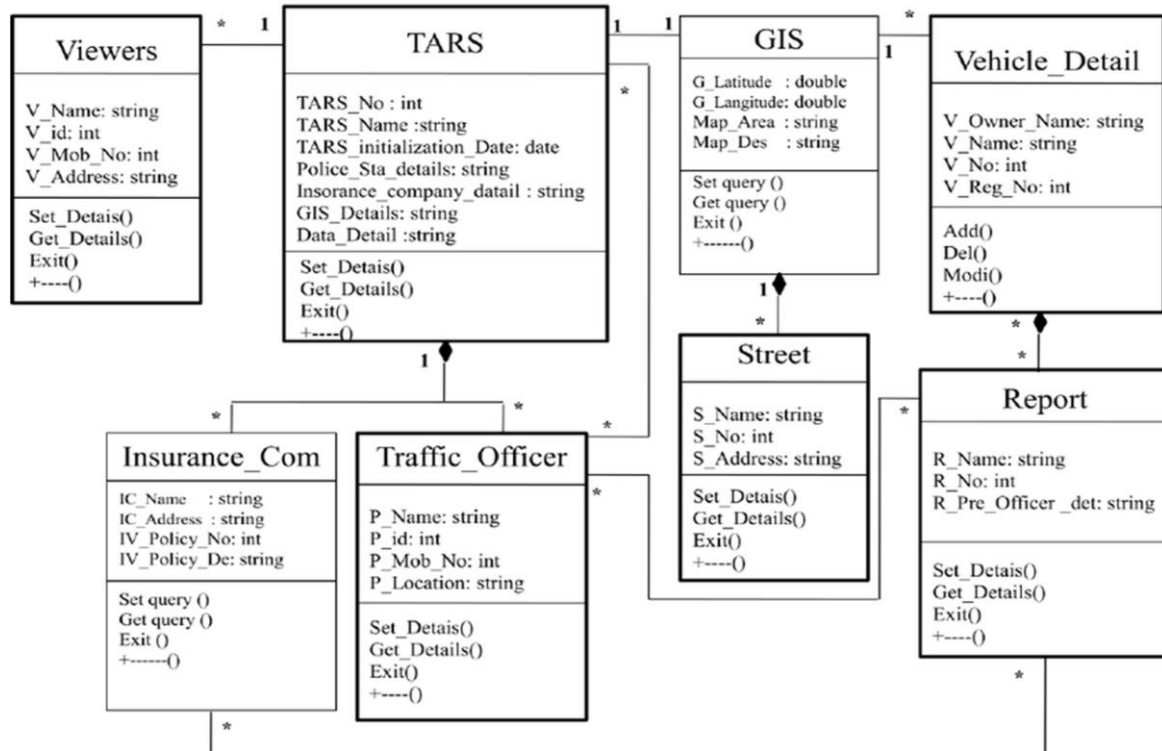 Viewers
V_Name: string
V_id: int
V_Mob_No: int
V_Address: string
Set_Detais()
Get_Details()
Exit()
+----()
*
1
TARS
TARS_No : int
TARS_Name :string
TARS_initialization_Date: date
Police_Sta_details: string
Insorance_company_datail : string
GIS_Details: string
Data_Detail :string
Set_Detais()
Get_Details()
Exit()
+----()
1
1
*
GIS
G_Latitude : double
G_Langitude: double
Map_Area : string
Map_Des : string
Set query ()
Get query ()
Exit ()
+------()
*
1
Vehicle_Detail
V_Owner_Name: string
V_Name: string
V_No: int
V_Reg_No: int
Add()
Del()
Modi()
+----()
1
*
*
1
*
*
*
Insurance_Com
IC_Name : string
IC_Address : string
IV_Policy_No: int
IV_Policy_De: string
Set query ()
Get query ()
Exit ()
+------()
*
*
*
Traffic_Officer
P_Name: string
P_id: int
P_Mob_No: int
P_Location: string
Set_Detais()
Get_Details()
Exit()
+----()
Street
S_Name: string
S_No: int
S_Address: string
Set_Detais()
Get_Details()
Exit()
+----()
*
Report
R_Name: string
R_No: int
R_Pre_Officer _det: string
Set_Detais()
Get_Details()
Exit()
+----()
*